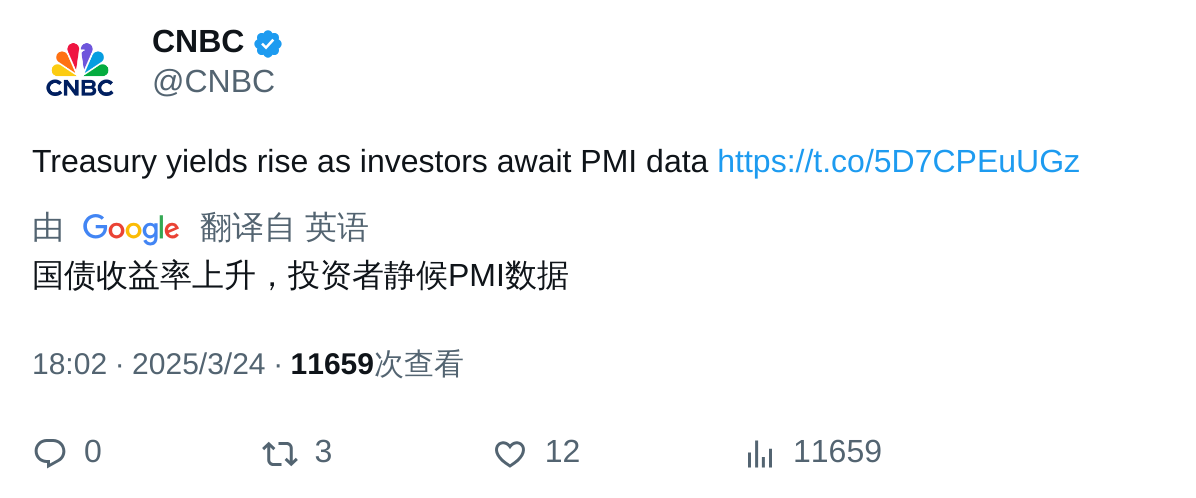 CNBC
CNBC
@CNBC
Treasury yields rise as investors await PMI data https://t.co/5D7CPEuUGz
由 Google 翻译自 英语
国债收益率上升，投资者静候PMI数据
18:02 · 2025/3/24 · 11659次查看
0 3 12 11659